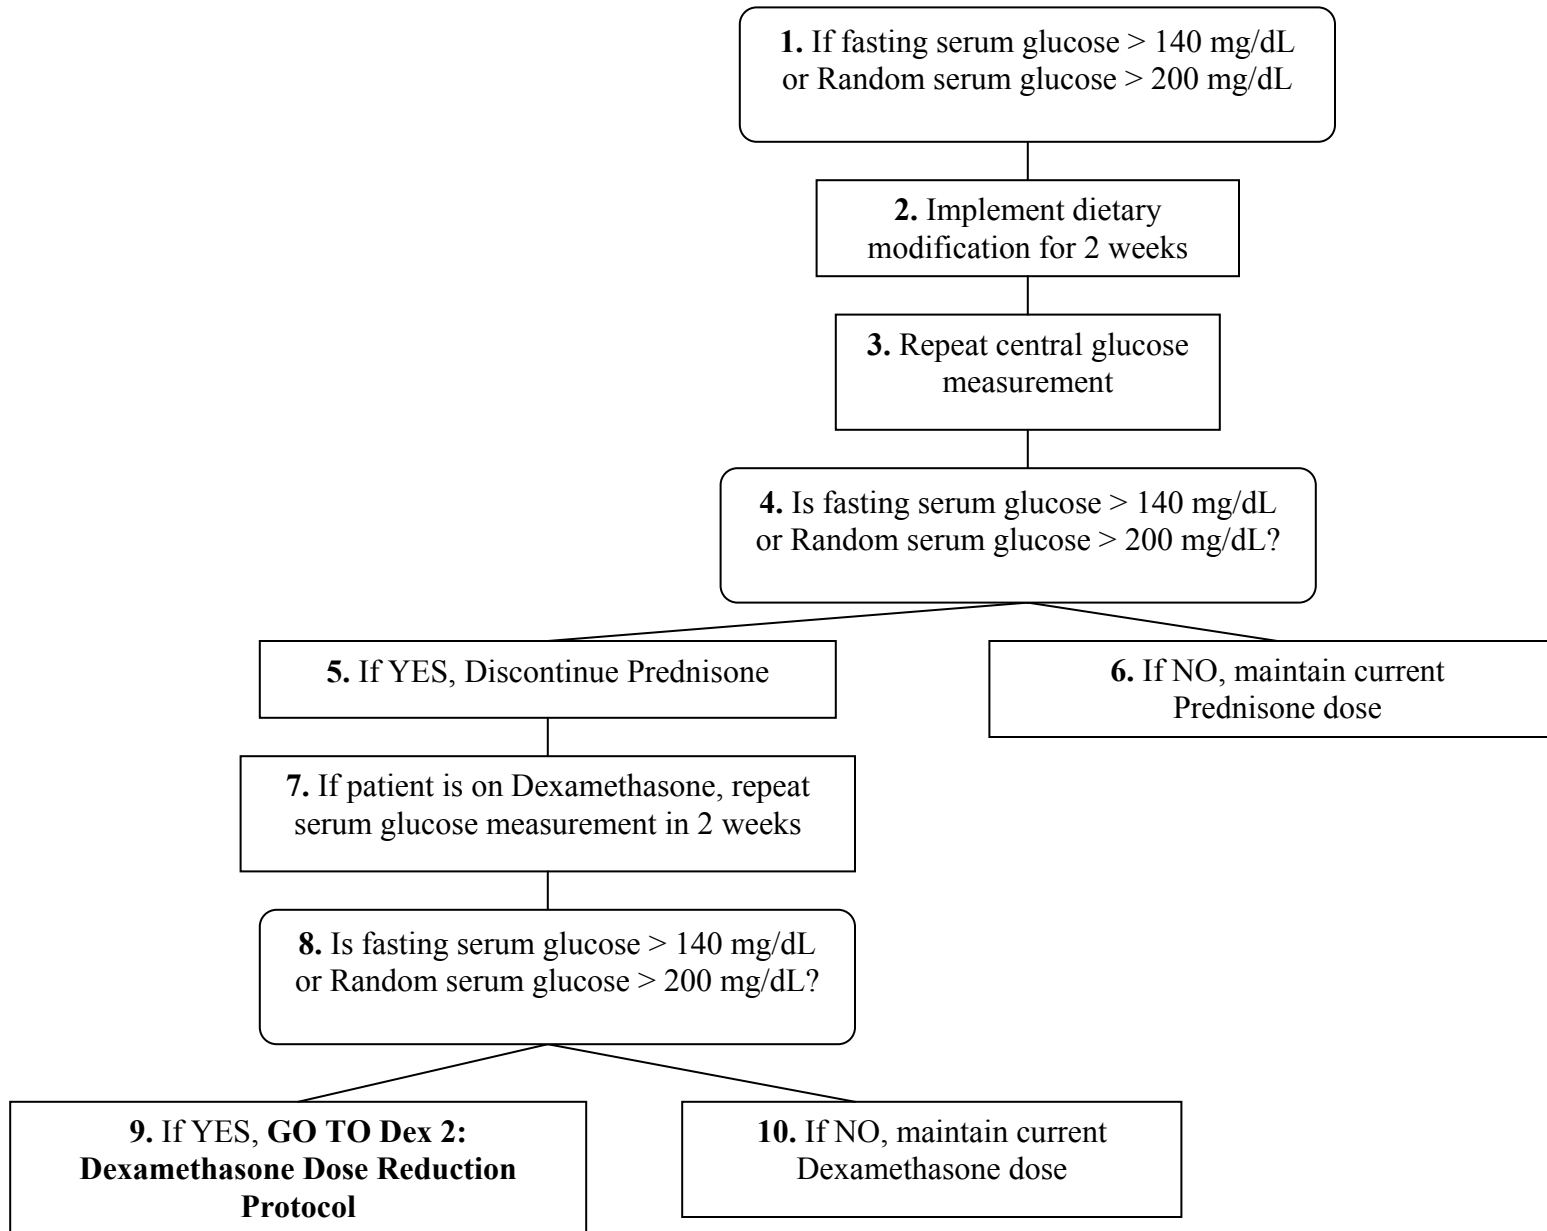 1. If fasting serum glucose > 140 mg/dL
or Random serum glucose > 200 mg/dL
2. Implement dietary
modification for 2 weeks
3. Repeat central glucose
measurement
4. Is fasting serum glucose > 140 mg/dL
or Random serum glucose > 200 mg/dL?
5. If YES, Discontinue Prednisone
6. If NO, maintain current
Prednisone dose
7. If patient is on Dexamethasone, repeat
serum glucose measurement in 2 weeks
8. Is fasting serum glucose > 140 mg/dL
or Random serum glucose > 200 mg/dL?
9. If YES, GO TO Dex 2:
Dexamethasone Dose Reduction
Protocol
10. If NO, maintain current
Dexamethasone dose